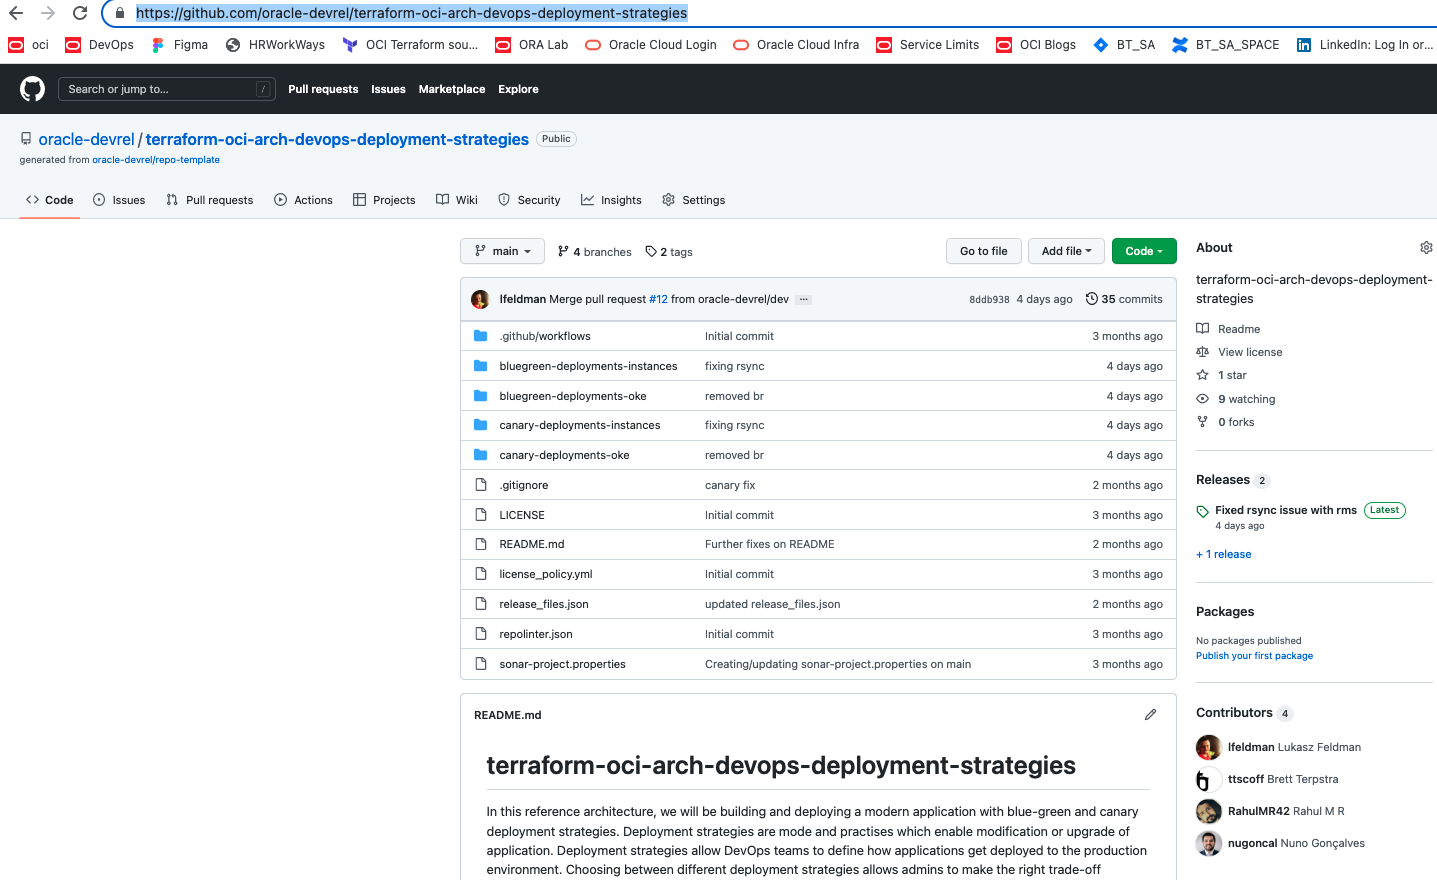 https://github.com/oracle-devrel/terraform-oci-arch-devops-deployment-strategies
oci DevOps Figma HRWorkWays OCI Terraform sou... ORA Lab Oracle Cloud Login Oracle Cloud Infra Service Limits OCI Blogs BT_SA BT_SA_SPACE LinkedIn: Log In or...
Search or jump to... / Pull requests Issues Marketplace Explore
oracle-devrel / terraform-oci-arch-devops-deployment-strategies Public
generated from oracle-devrel/repo-template
Code Issues Pull requests Actions Projects Wiki Security Insights Settings
main 4 branches 2 tags Go to file Add file Code
lfeldman Merge pull request #12 from oracle-devrel/dev ... 8ddb938 4 days ago 35 commits
.github/workflows Initial commit 3 months ago
bluegreen-deployments-instances fixing rsync 4 days ago
bluegreen-deployments-oke removed br 4 days ago
canary-deployments-instances fixing rsync 4 days ago
canary-deployments-oke removed br 4 days ago
.gitignore canary fix 2 months ago
LICENSE Initial commit 3 months ago
README.md Further fixes on README 2 months ago
license_policy.yml Initial commit 3 months ago
release_files.json updated release_files.json 2 months ago
repolinter.json Initial commit 3 months ago
sonar-project.properties Creating/updating sonar-project.properties on main 3 months ago
README.md
terraform-oci-arch-devops-deployment-strategies
In this reference architecture, we will be building and deploying a modern application with blue-green and canary
deployment strategies. Deployment strategies are mode and practises which enable modification or upgrade of
application. Deployment strategies allow DevOps teams to define how applications get deployed to the production
environment. Choosing between different deployment strategies allows admins to make the right trade-off
About
terraform-oci-arch-devops-deployment-
strategies
Readme
View license
1 star
9 watching
0 forks
Releases 2
Fixed rsync issue with rms Latest
4 days ago
+ 1 release
Packages
No packages published
Publish your first package
Contributors 4
lfeldman Lukasz Feldman
ttscoff Brett Terpstra
RahulMR42 Rahul M R
nugoncal Nuno Gonçalves